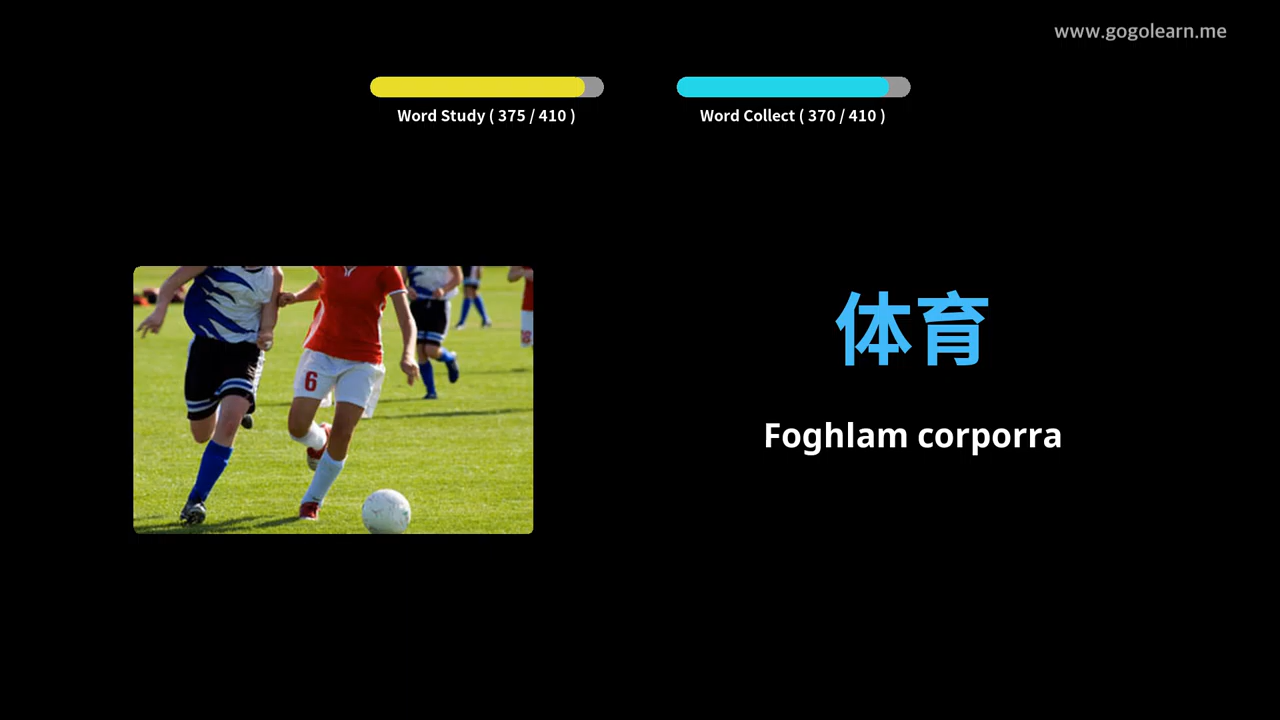 www.gogolearn.me
Word Study ( 375 / 410 )
Word Collect ( 370 / 410 )
6
体育
Foghlam corporra